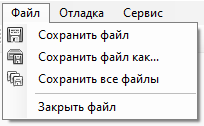 Файл Отладка Сервис
Сохранить файл
Сохранить файл как...
Сохранить все файлы
Закрыть файл